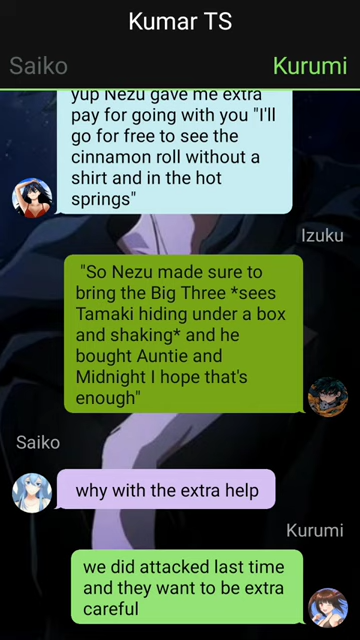 Kumar TS
Saiko
Kurumi
yup Nezu gave me extra
pay for going with you "I'll
go for free to see the
cinnamon roll without a
shirt and in the hot
springs"
Izuku
"So Nezu made sure to
bring the Big Three *sees
Tamaki hiding under a box
and shaking* and he
bought Auntie and
Midnight I hope that's
enough"
Saiko
why with the extra help
Kurumi
we did attacked last time
and they want to be extra
careful